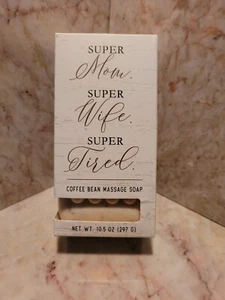 SUPER
Mom.
SUPER
Wife.
SUPER
Tired.
COFFEE BEAN MASSAGE SOAP
NET WT. 10.5 OZ (297 G)